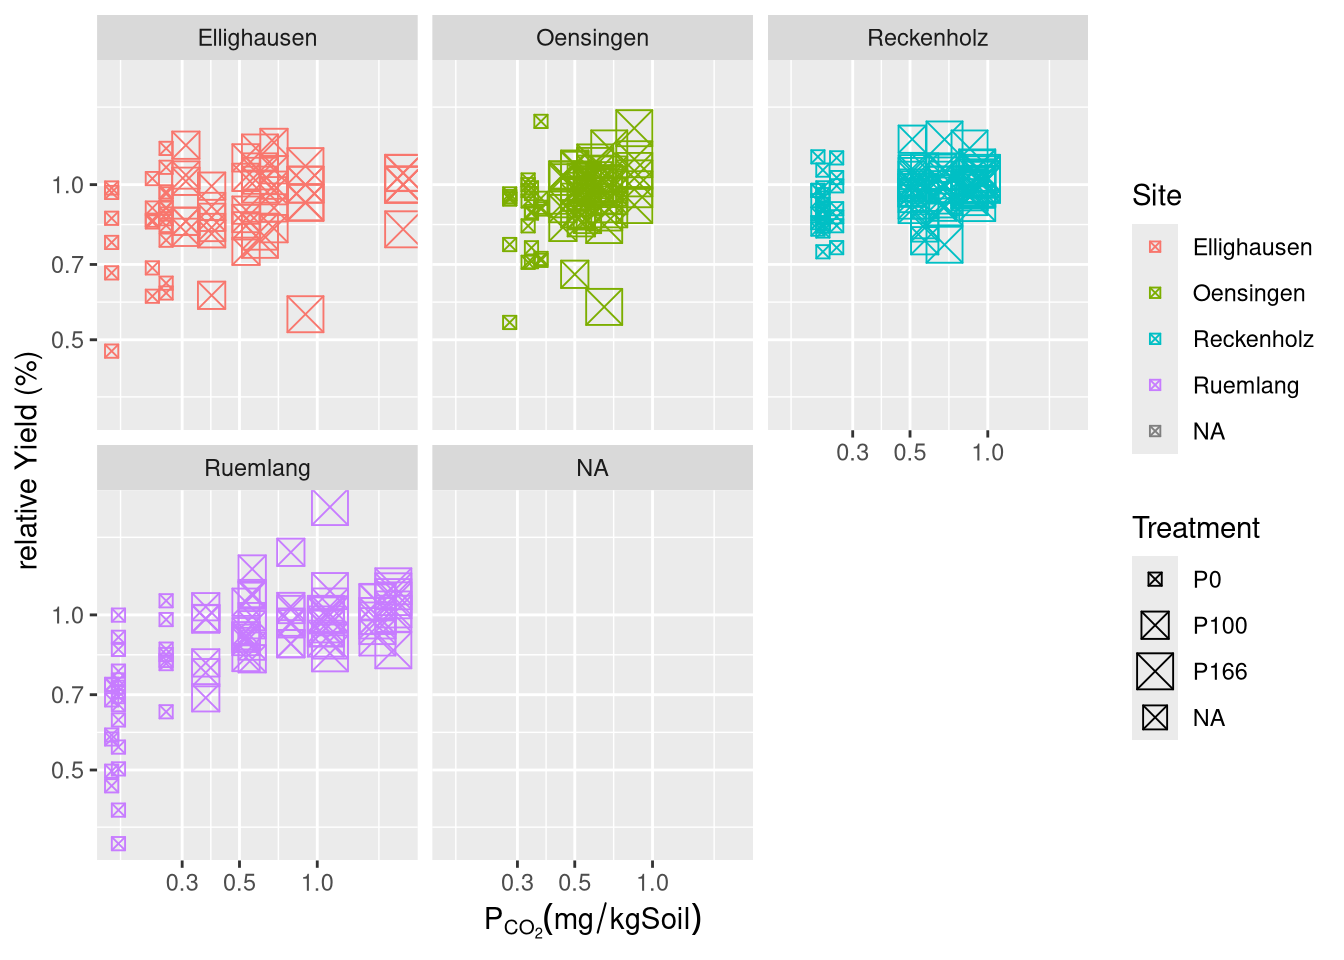 Ellighausen
Oensingen
Reckenholz
1.0
0.7
0.5
0.3 0.5 1.0
Ruemlang
NA
1.0
0.7
0.5
0.3 0.5 1.0
0.3 0.5 1.0
relative Yield (%)
PCO2(mg/kgSoil)
Site
Ellighausen
Oensingen
Reckenholz
Ruemlang
NA
Treatment
P0
P100
P166
NA